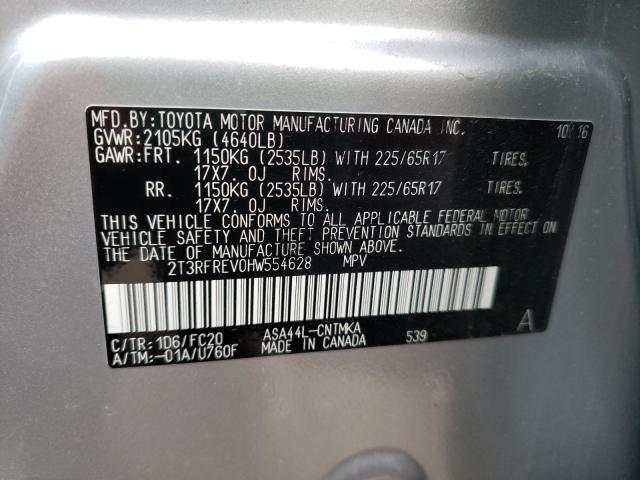 MFD.BY:TOYOTA MOTOR MANUFACTURING CANADA INC. 10/16
GVWR:2105KG (4640LB)
GAWR:FRT. 1150KG (2535LB) WITH 225/65R17 TIRES,
17X7.0J RIMS.
RR. 1150KG (2535LB) WITH 225/65R17 TIRES,
17X7.0J RIMS.
THIS VEHICLE CONFORMS TO ALL APPLICABLE FEDERAL MOTOR
VEHICLE SAFETY AND THEFT PREVENTION STANDARDS IN EFFECT ON
THE DATE OF MANUFACTURE SHOWN ABOVE.
2T3RFREV0HW554628 MPV
C/TR:1D6/FC20 ASA44L-CNTMKA 539 A
A/TM:-01A/U760F MADE IN CANADA